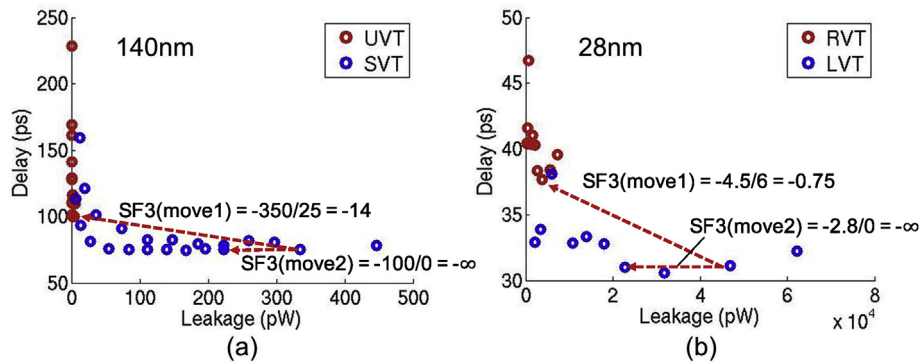 250
200
150
100
50
Delay (ps)
140nm
UVT
SVT
SF3(move1) = -350/25 = -14
SF3(move2) = -100/0 = -∞
0 100 200 300 400 500
Leakage (pW)
(a)
50
45
40
35
30
Delay (ps)
28nm
RVT
LVT
SF3(move1) = -4.5/6 = -0.75
SF3(move2) = -2.8/0 = -∞
0 2 4 6 8
Leakage (pW)
x 10⁴
(b)